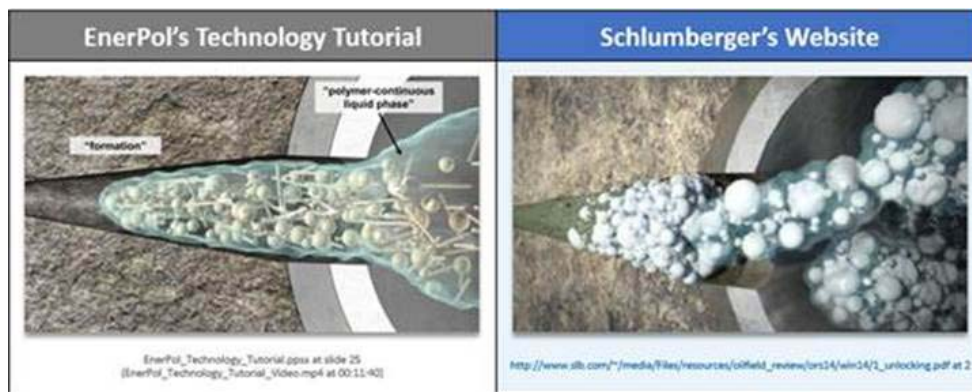 EnerPol's Technology Tutorial
Schlumberger's Website
"polymer-continuous
liquid phase"
"formation"
EnerPol_Technology_Tutorial.ppsx at slide 25
[EnerPol_Technology_Tutorial_Video.mp4 at 00:11:40]
http://www.slb.com/~/media/Files/resources/oilfield_review/ors14/win14/1_unlocking.pdf at 2